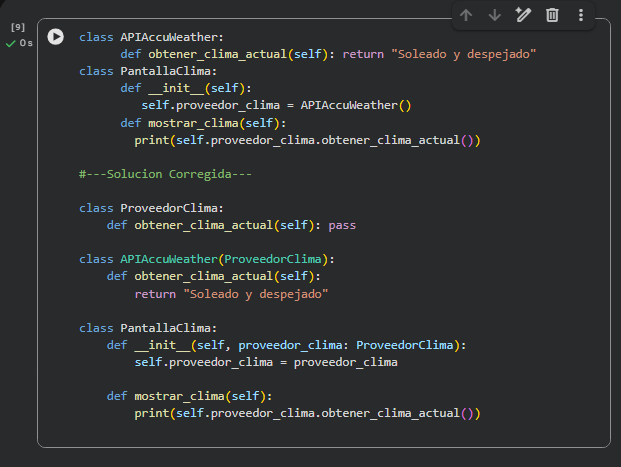 [9]
0s
class APIAccuWeather:
      def obtener_clima_actual(self): return "Soleado y despejado"
class PantallaClima:
      def __init__(self):
         self.proveedor_clima = APIAccuWeather()
      def mostrar_clima(self):
        print(self.proveedor_clima.obtener_clima_actual())

#---Solucion Corregida---

class ProveedorClima:
    def obtener_clima_actual(self): pass

class APIAccuWeather(ProveedorClima):
    def obtener_clima_actual(self):
        return "Soleado y despejado"

class PantallaClima:
    def __init__(self, proveedor_clima: ProveedorClima):
        self.proveedor_clima = proveedor_clima

    def mostrar_clima(self):
        print(self.proveedor_clima.obtener_clima_actual())